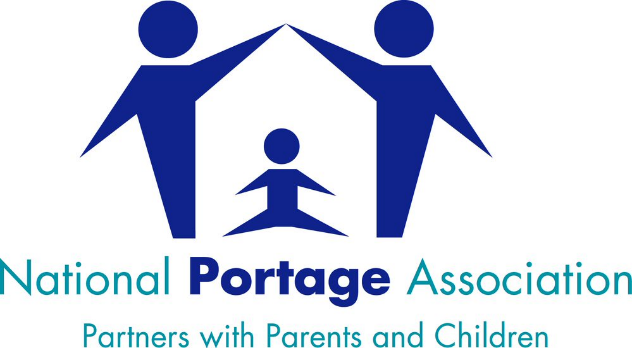 National Portage Association
Partners with Parents and Children